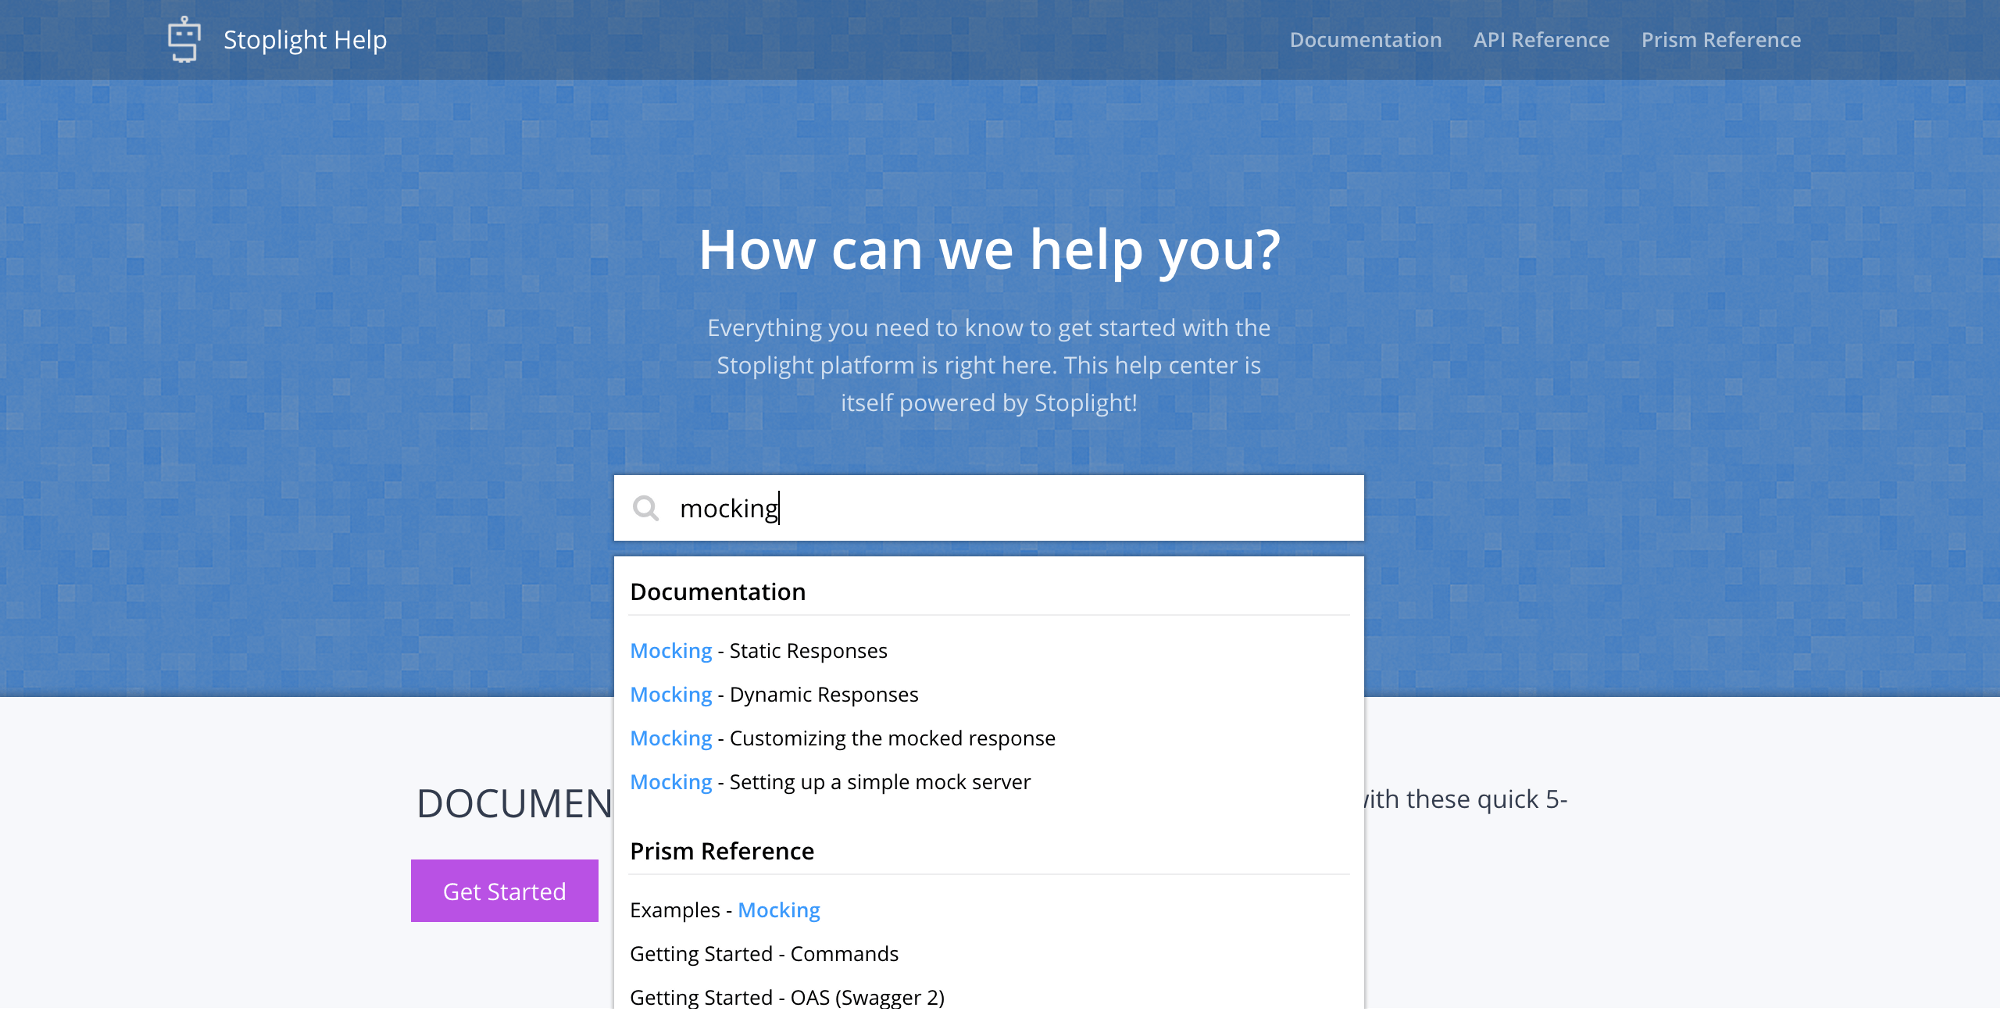 Stoplight Help
Documentation API Reference Prism Reference
How can we help you?
Everything you need to know to get started with the
Stoplight platform is right here. This help center is
itself powered by Stoplight!
mocking
Documentation
Mocking - Static Responses
Mocking - Dynamic Responses
Mocking - Customizing the mocked response
Mocking - Setting up a simple mock server
DOCUMEN
with these quick 5-
Get Started
Prism Reference
Examples - Mocking
Getting Started - Commands
Getting Started - OAS (Swagger 2)